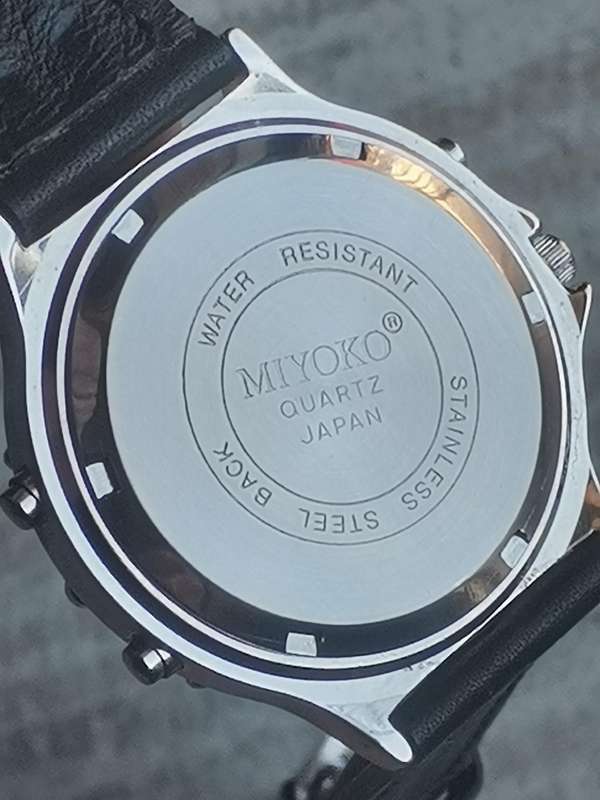 WATER RESISTANT
MIYOKO®
QUARTZ
JAPAN
STAINLESS STEEL BACK